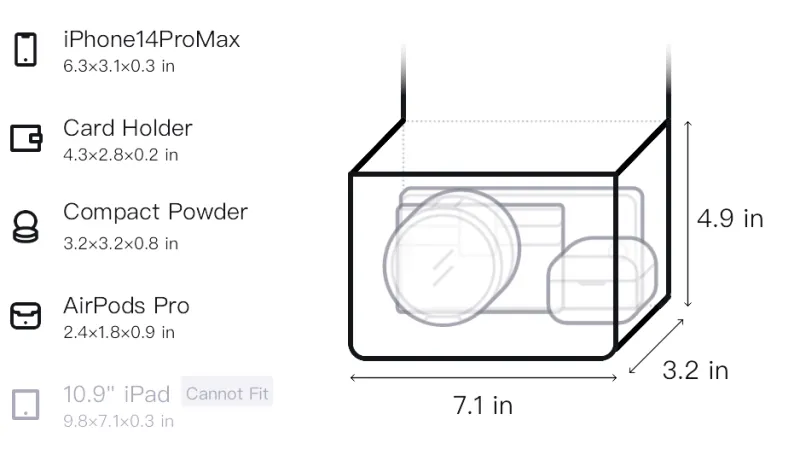 iPhone14ProMax
6.3×3.1×0.3 in
Card Holder
4.3×2.8×0.2 in
Compact Powder
3.2×3.2×0.8 in
AirPods Pro
2.4×1.8×0.9 in
10.9" iPad Cannot Fit
9.8×7.1×0.3 in
4.9 in
3.2 in
7.1 in